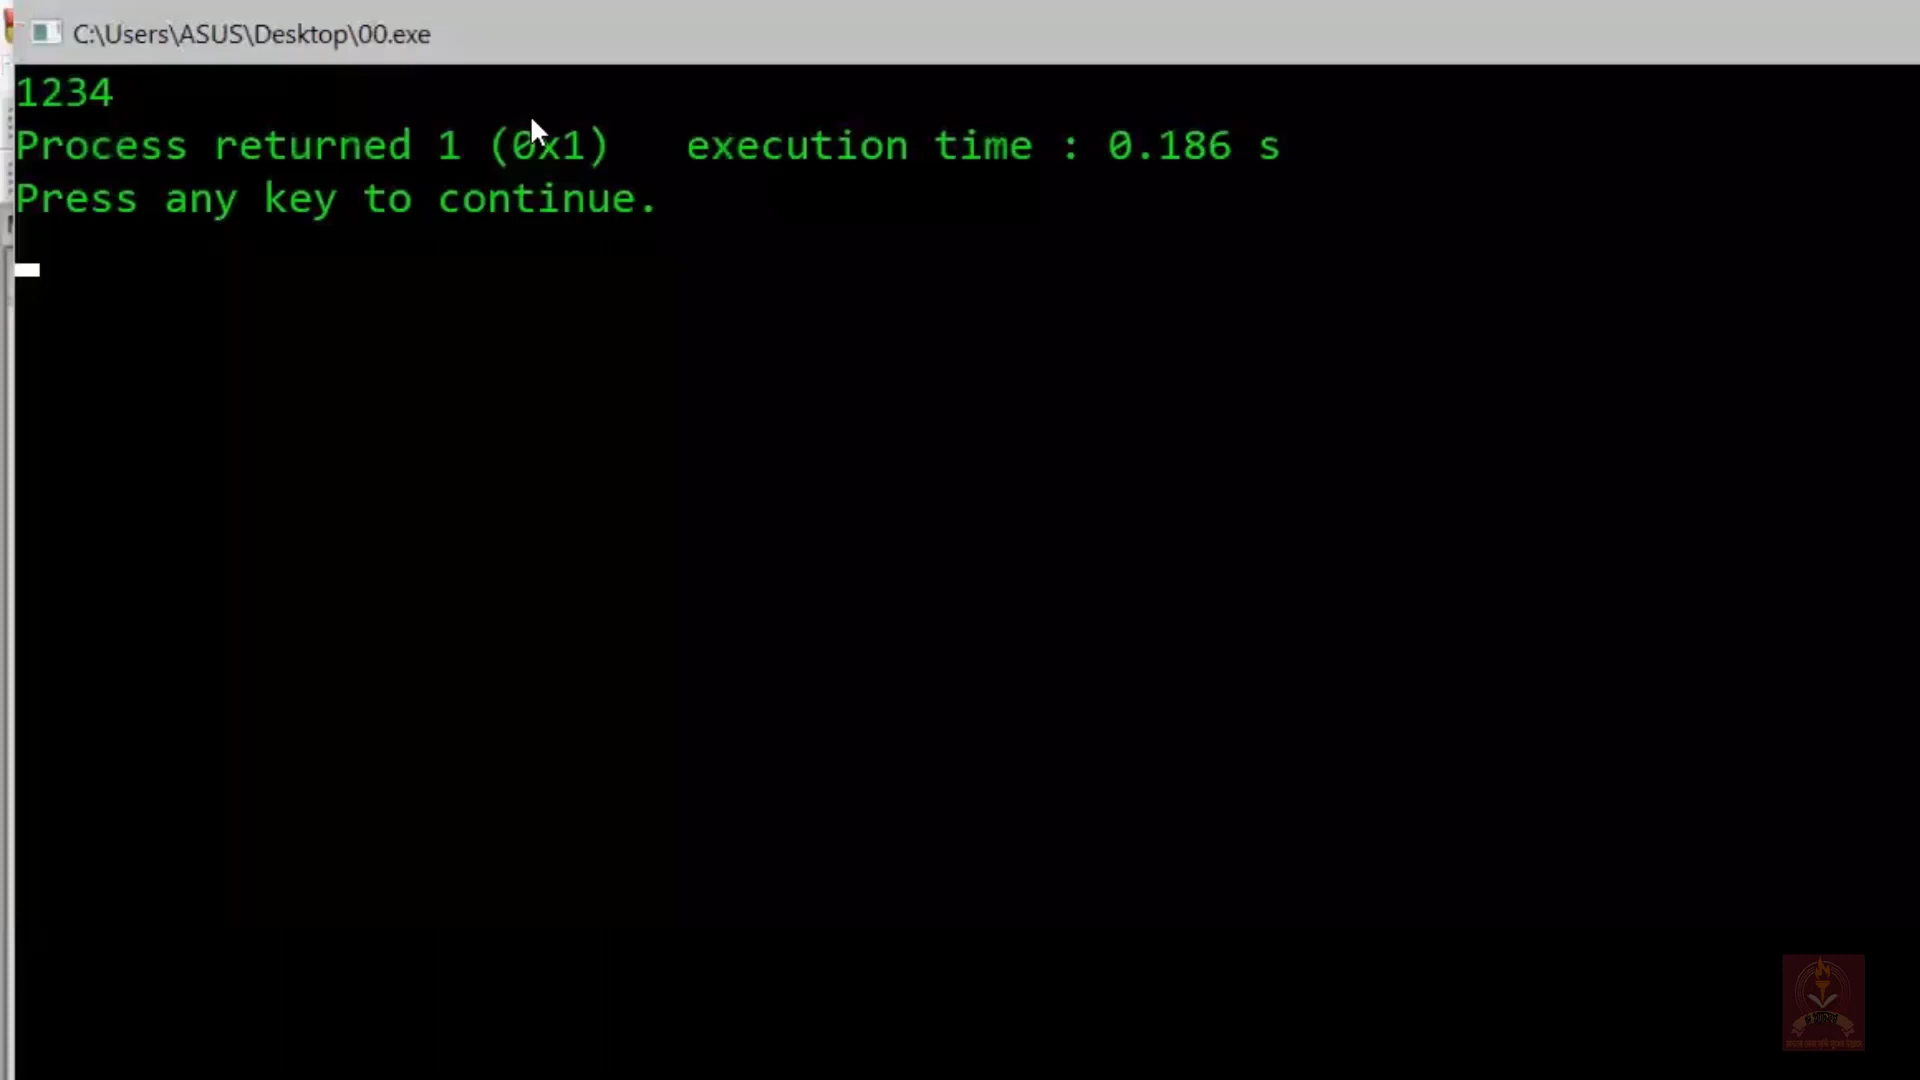 C:\Users\ASUS\Desktop\00.exe
1234
Process returned 1 (0x1)   execution time : 0.186 s
Press any key to continue.